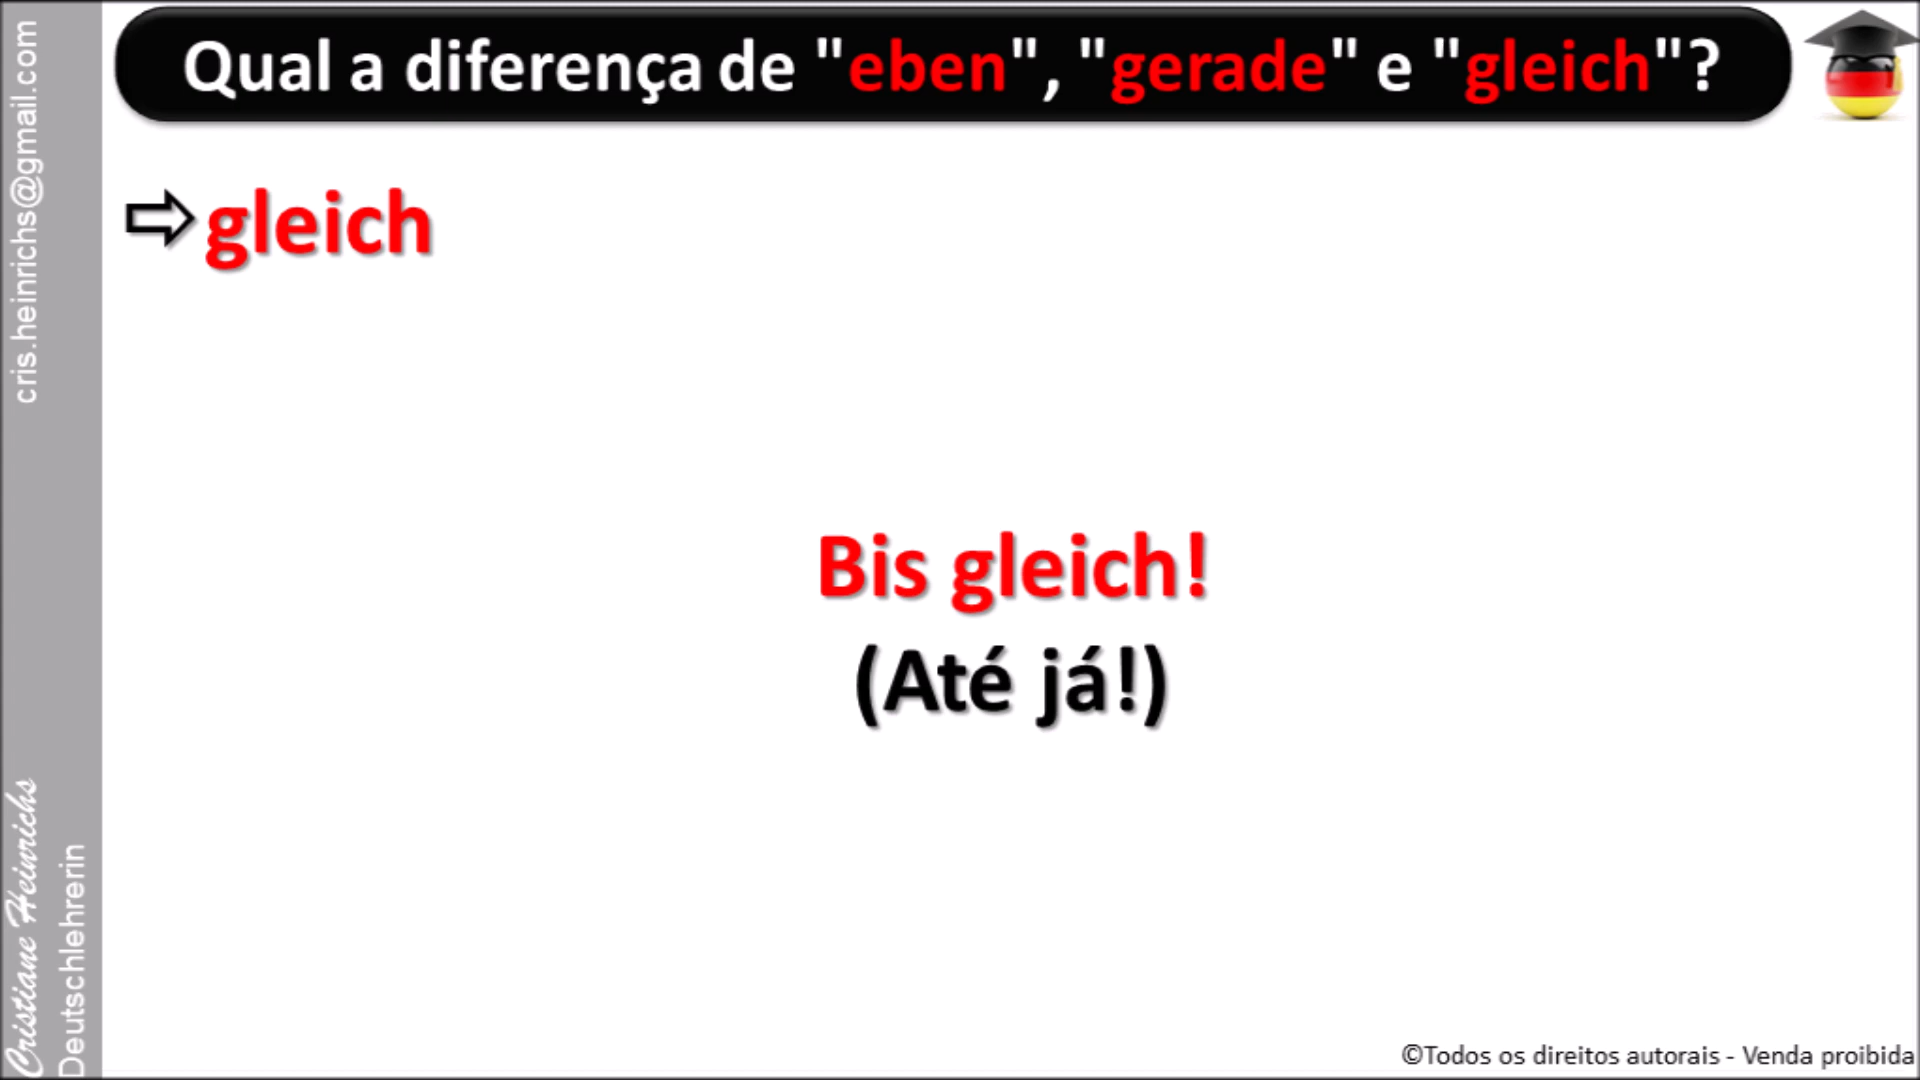 Qual a diferença de "eben", "gerade" e "gleich"?
gleich
Bis gleich!
(Até já!)
cris.heinrichs@gmail.com
Cristiane Heinrichs
Deutschlehrerin
©Todos os direitos autorais - Venda proibida